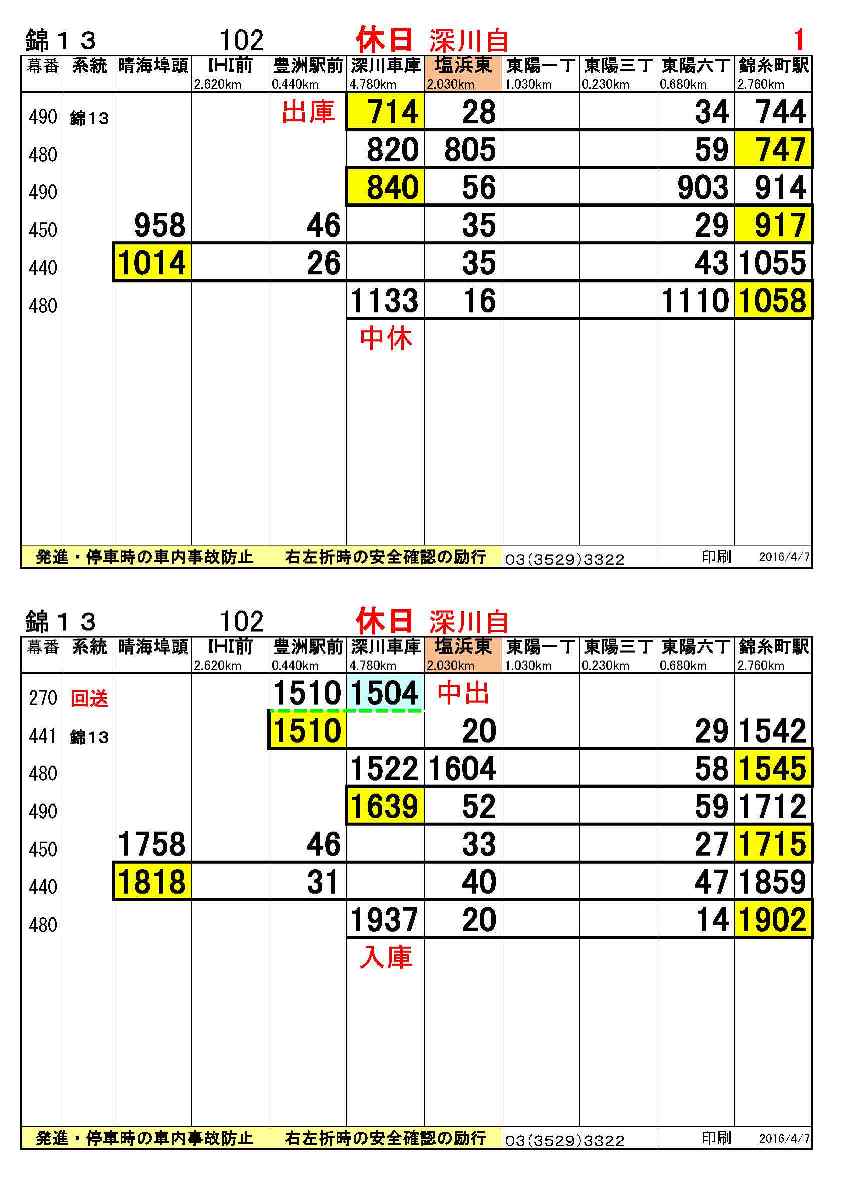 錦１３ 102 休日 深川自 1
幕番 系統 晴海埠頭 IHI前 豊洲駅前 深川車庫 塩浜東 東陽一丁 東陽三丁 東陽六丁 錦糸町駅
2.620km 0.440km 4.780km 2.030km 1.030km 0.230km 0.680km 2.760km
490 錦13 出庫 714 28 34 744
480 820 805 59 747
490 840 56 903 914
450 958 46 35 29 917
440 1014 26 35 43 1055
480 1133 16 1110 1058
中休
発進・停車時の車内事故防止 右左折時の安全確認の励行 03(3529)3322 印刷 2016/4/7
錦１３ 102 休日 深川自
幕番 系統 晴海埠頭 IHI前 豊洲駅前 深川車庫 塩浜東 東陽一丁 東陽三丁 東陽六丁 錦糸町駅
2.620km 0.440km 4.780km 2.030km 1.030km 0.230km 0.680km 2.760km
270 回送 1510 1504 中出
441 錦13 1510 20 29 1542
480 1522 1604 58 1545
490 1639 52 59 1712
450 1758 46 33 27 1715
440 1818 31 40 47 1859
480 1937 20 14 1902
入庫
発進・停車時の車内事故防止 右左折時の安全確認の励行 03(3529)3322 印刷 2016/4/7